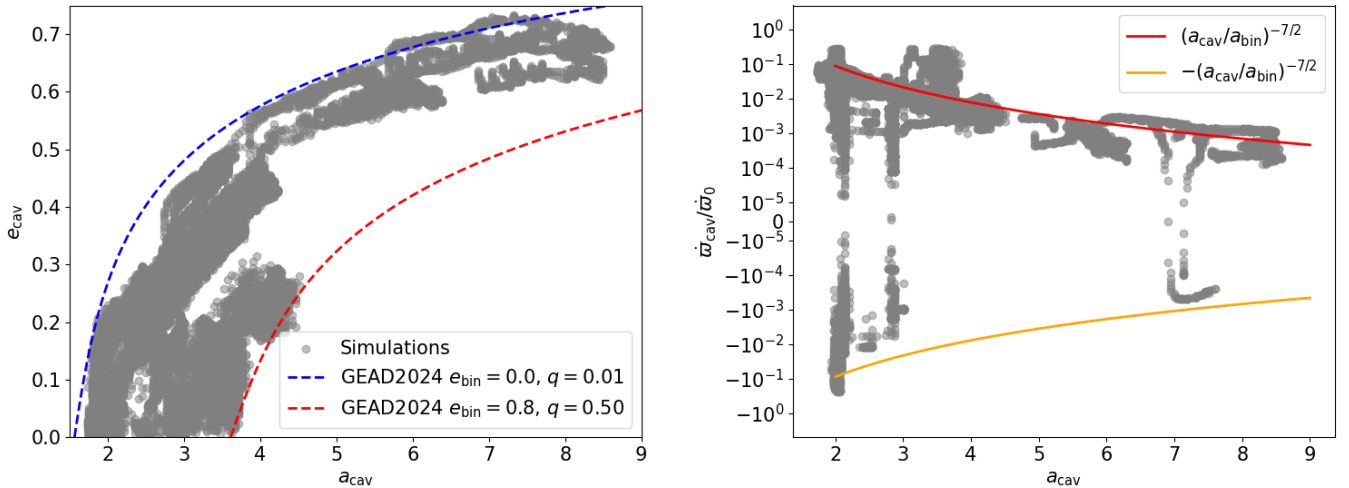 0.7
0.6
0.5
0.4
0.3
0.2
0.1
0.0
e_cav
2 3 4 5 6 7 8 9
a_cav
Simulations
GEAD2024 e_bin = 0.0, q = 0.01
GEAD2024 e_bin = 0.8, q = 0.50
10^0
10^-1
10^-2
10^-3
10^-4
10^-5
0
-10^-5
-10^-4
-10^-3
-10^-2
-10^-1
-10^0
ϖ̇_cav/ϖ̇_0
2 3 4 5 6 7 8 9
a_cav
(a_cav/a_bin)^-7/2
-(a_cav/a_bin)^-7/2